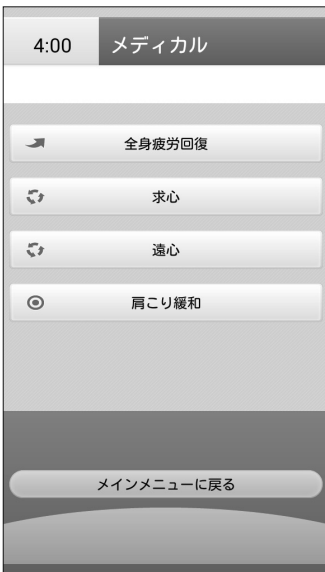 4:00 メディカル
全身疲労回復
求心
遠心
肩こり緩和
メインメニューに戻る